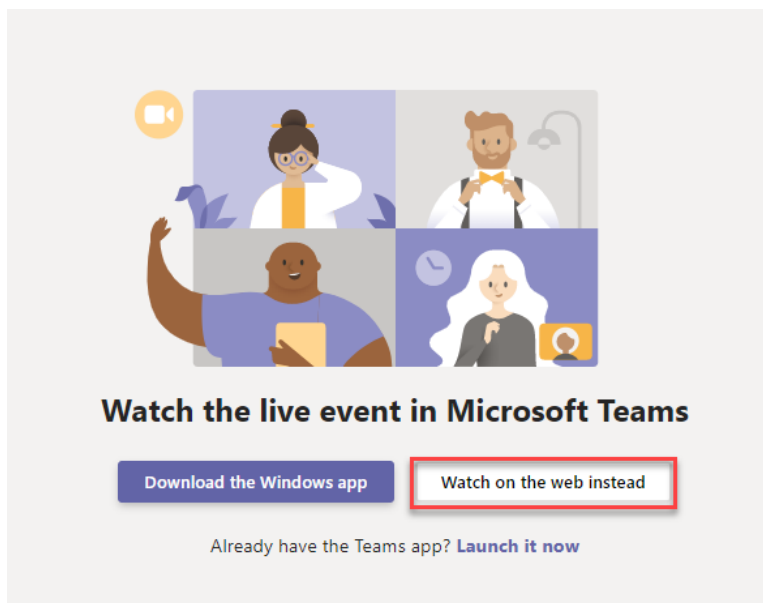 Watch the live event in Microsoft Teams
Download the Windows app
Watch on the web instead
Already have the Teams app? Launch it now